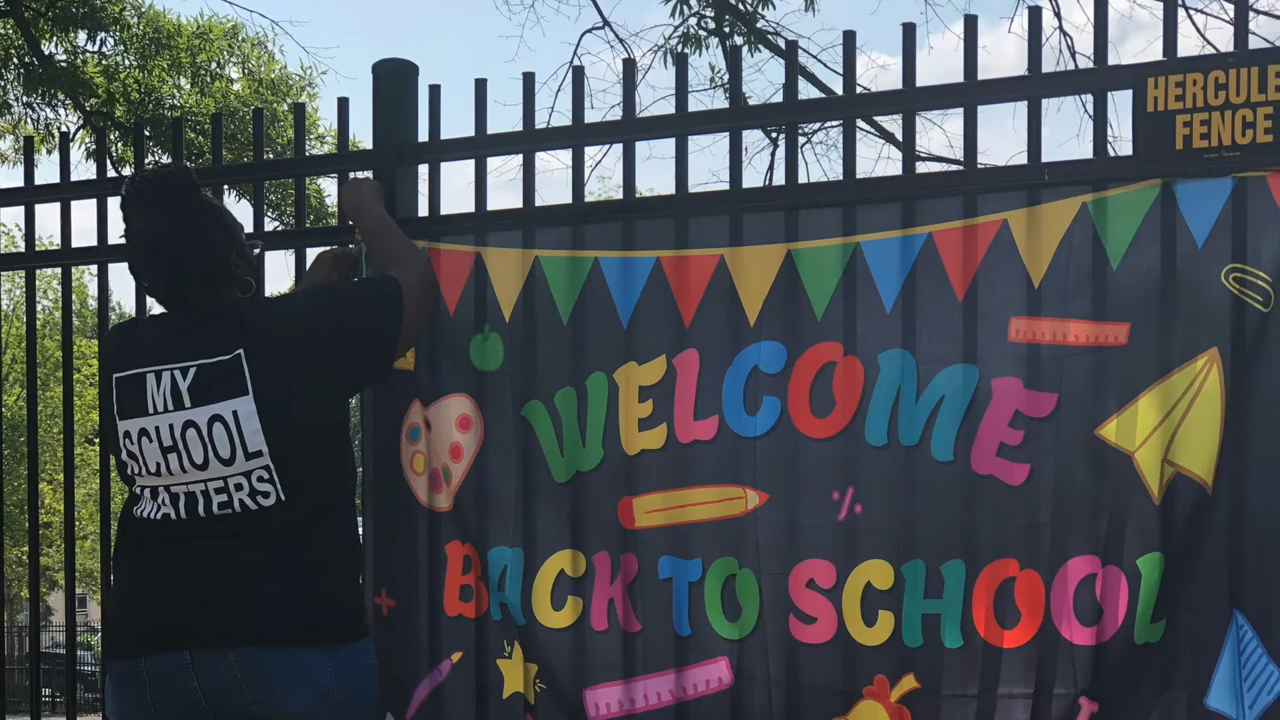 HERCULE
FENCE
MY
SCHOOL
MATTERS
WELCOME
%
BACK TO SCHOOL